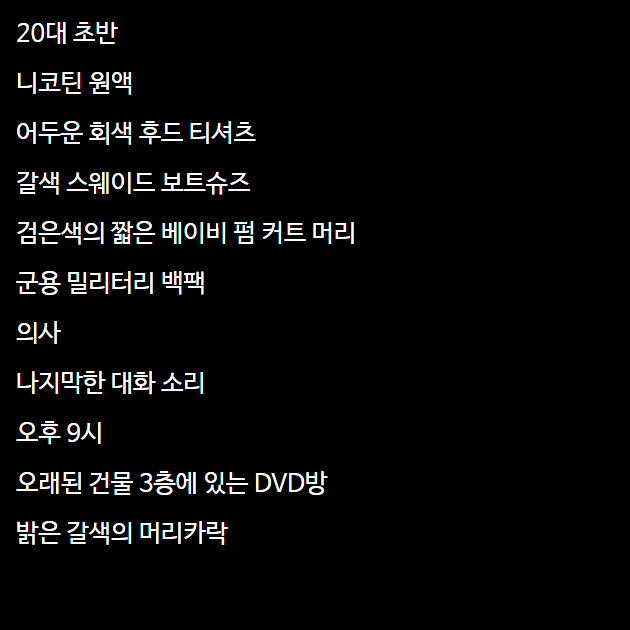 20대 초반
니코틴 원액
어두운 회색 후드 티셔츠
갈색 스웨이드 보트슈즈
검은색의 짧은 베이비 펌 커트 머리
군용 밀리터리 백팩
의사
나지막한 대화 소리
오후 9시
오래된 건물 3층에 있는 DVD방
밝은 갈색의 머리카락